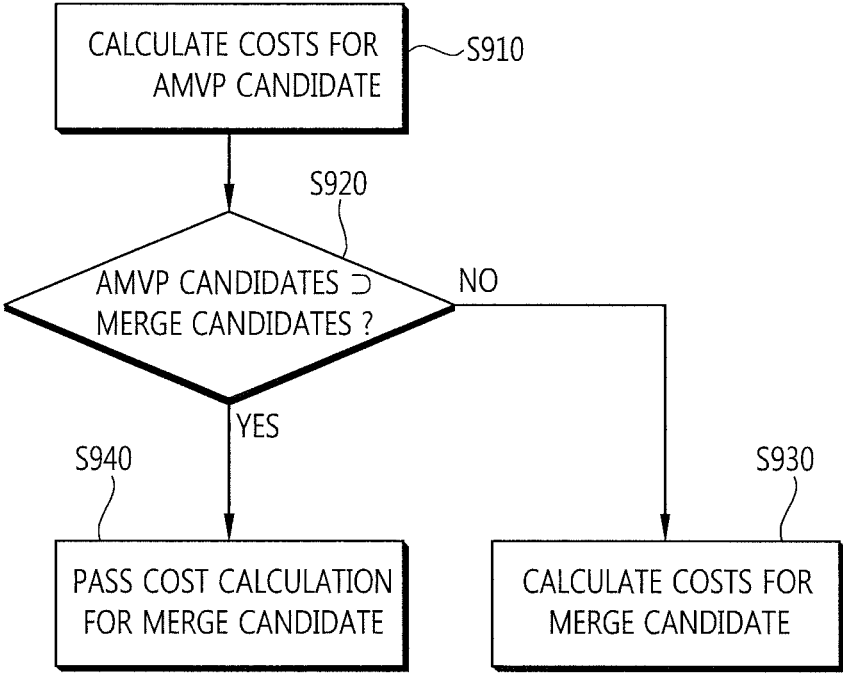 CALCULATE COSTS FOR
AMVP CANDIDATE
S910
S920
AMVP CANDIDATES ⊃
MERGE CANDIDATES ?
NO
YES
S940
S930
PASS COST CALCULATION
FOR MERGE CANDIDATE
CALCULATE COSTS FOR
MERGE CANDIDATE